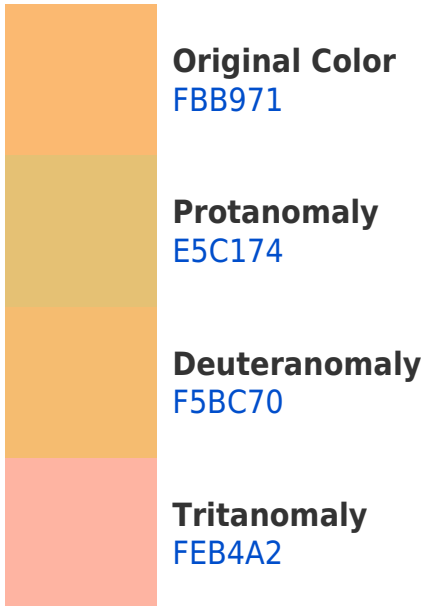 Original Color
FBB971
Protanomaly
E5C174
Deuteranomaly
F5BC70
Tritanomaly
FEB4A2